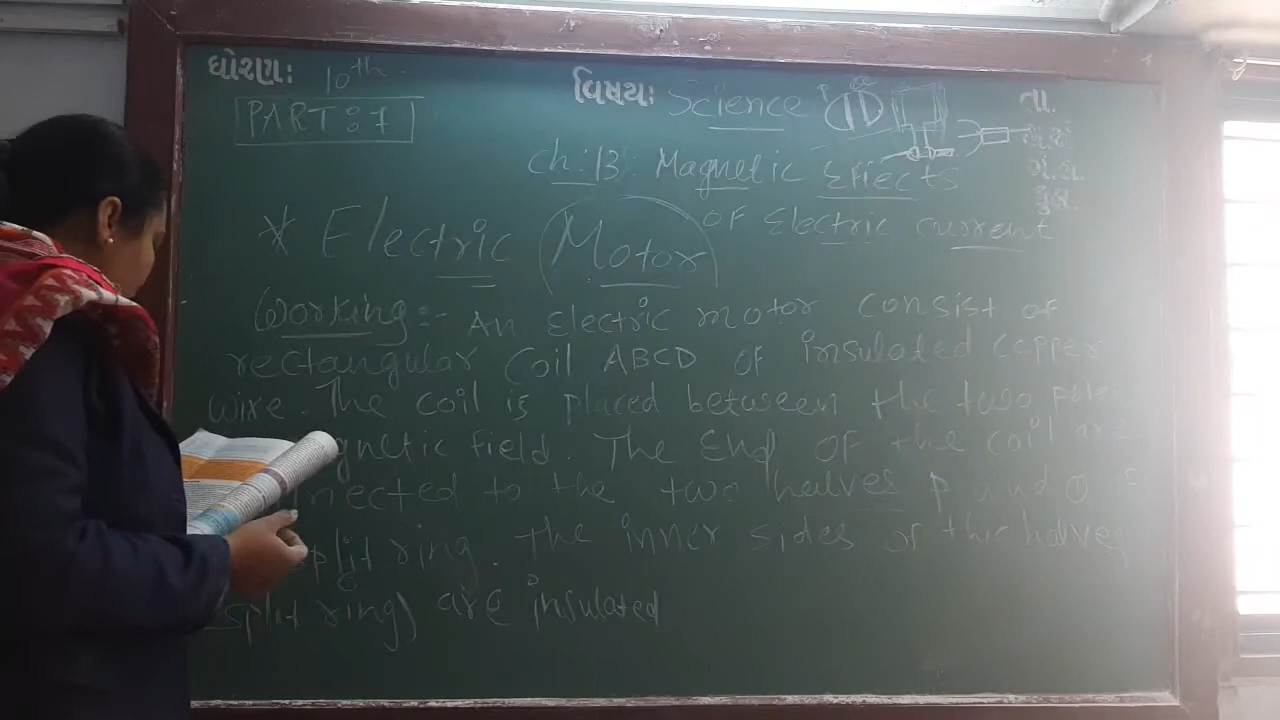 ધોરણ: 10th
PART: 7
વિષય: Science
તા.
ch: 13: Magnetic Effects
OF Electric current
* Electric Motor
Working:- An Electric motor consist of
rectangular Coil ABCD OF insulated copper
wire. The coil is placed between the two poles
gnetic field. The End OF the coil are
nected to the two halves P and Q
split ring. The inner sides of this halves
split ring) are insulated